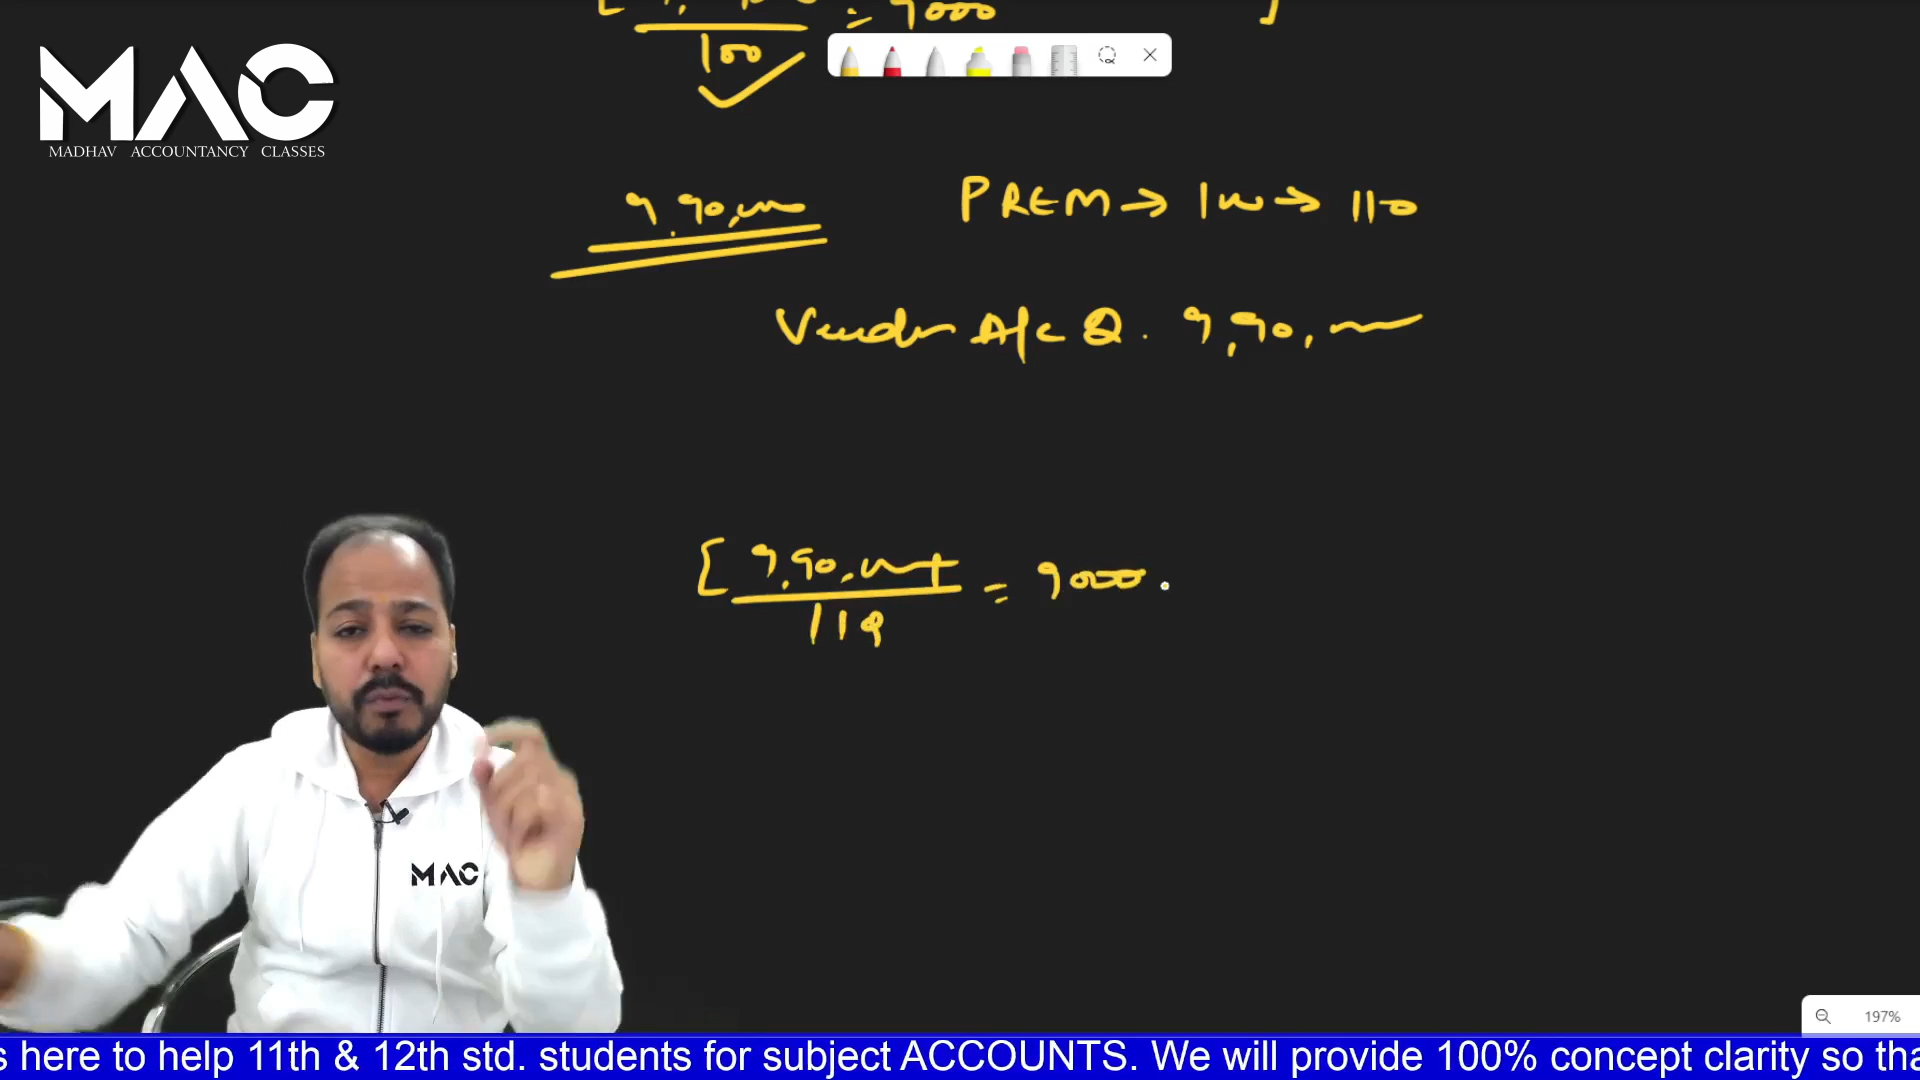 = 9000 ]
100
MAC
MADHAV ACCOUNTANCY CLASSES
9,90,000 PREM → 100 → 110
Vendor A/c Dr. 9,90,000
[ 9,90,000
110
= 9000
MAC
197%
s here to help 11th & 12th std. students for subject ACCOUNTS. We will provide 100% concept clarity so tha